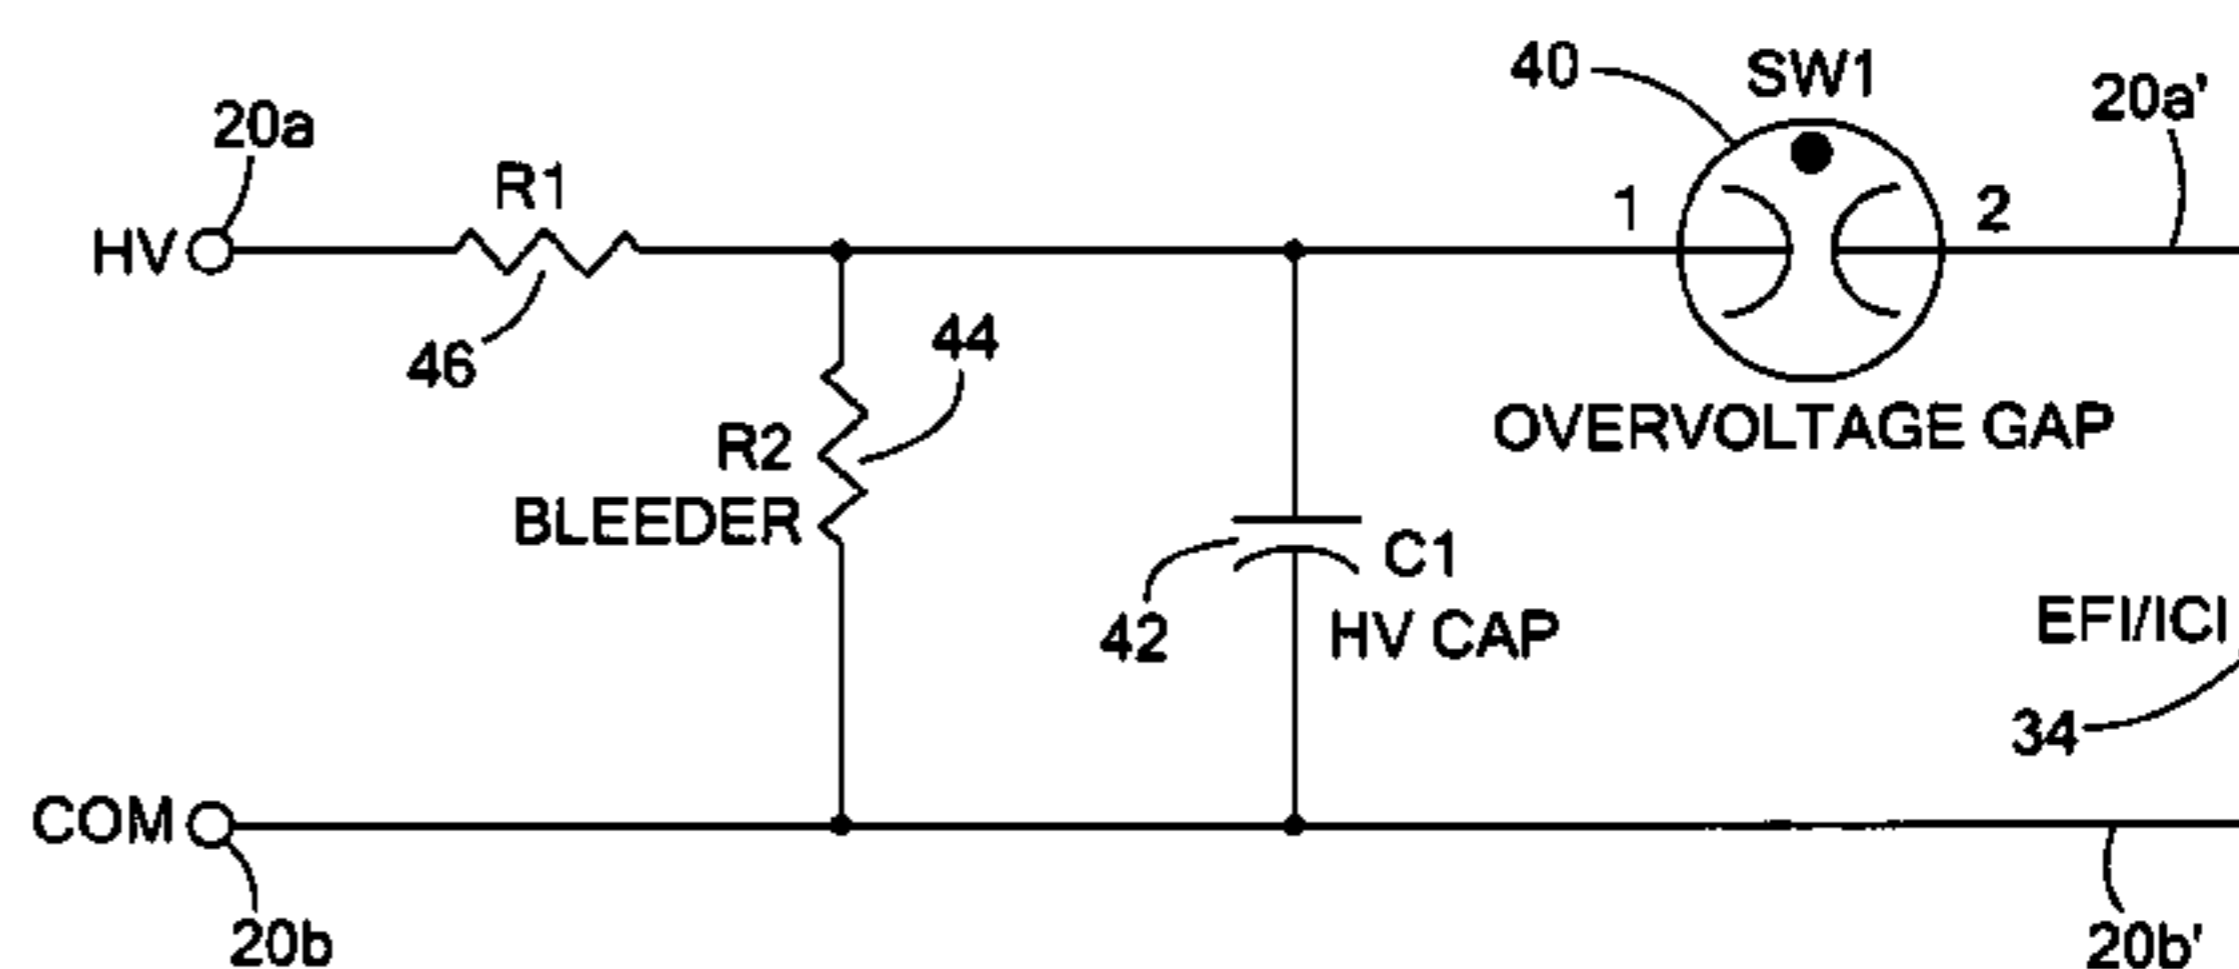 40
SW1
20a'
20a
R1
1
2
HV
46
44
OVERVOLTAGE GAP
R2
BLEEDER
C1
42
HV CAP
EFI/ICI
34
COM
20b
20b'